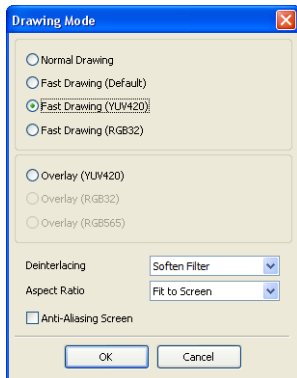 Drawing Mode
Normal Drawing
Fast Drawing (Default)
Fast Drawing (YUV420)
Fast Drawing (RGB32)
Overlay (YUV420)
Overlay (RGB32)
Overlay (RGB565)
Deinterlacing Soften Filter
Aspect Ratio Fit to Screen
Anti-Aliasing Screen
OK Cancel